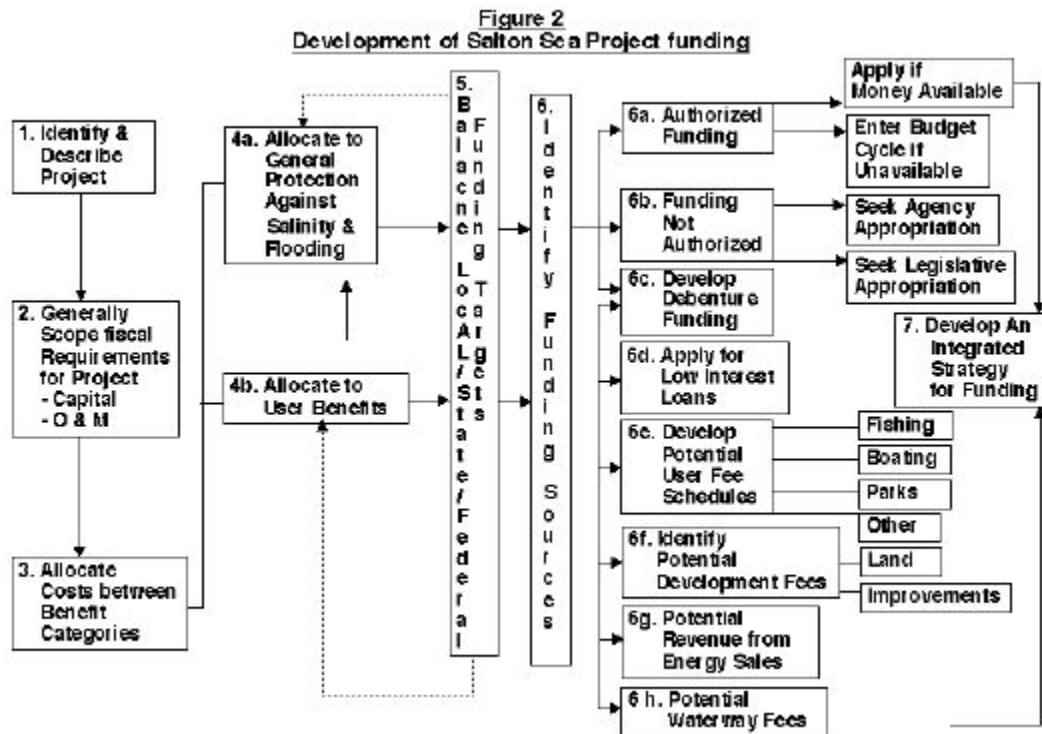 Figure 2
Development of Salton Sea Project funding
1. Identify &
Describe
Project
2. Generally
Scope fiscal
Requirements
for Project
- Capital
- O & M
3. Allocate
Costs between
Benefit
Categories
4a. Allocate to
General
Protection
Against
Salinity &
Flooding
4b. Allocate to
User Benefits
5.
Balacne LocAL/State/Federal
Funding Targets
6. Identify Funding Sources
6a. Authorized
Funding
6b. Funding
Not
Authorized
6c. Develop
Debenture
Funding
6d. Apply for
Low Interest
Loans
6e. Develop
Potential
User Fee
Schedules
6f. Identify
Potential
Development Fees
6g. Potential
Revenue from
Energy Sales
6 h. Potential
Waterway Fees
Apply if
Money Available
Enter Budget
Cycle if
Unavailable
Seek Agency
Appropriation
Seek Legislative
Appropriation
7. Develop An
Integrated
Strategy
for Funding
Fishing
Boating
Parks
Other
Land
Improvements